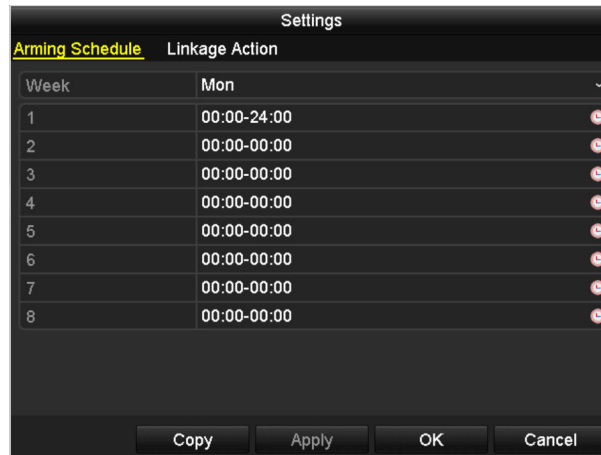 Settings
Arming Schedule Linkage Action
Week Mon
1 00:00-24:00
2 00:00-00:00
3 00:00-00:00
4 00:00-00:00
5 00:00-00:00
6 00:00-00:00
7 00:00-00:00
8 00:00-00:00
Copy Apply OK Cancel